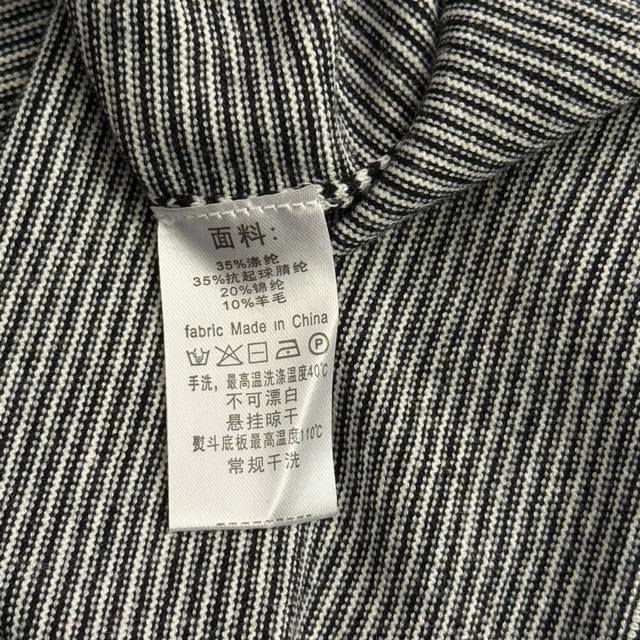 面料:
35%涤纶
35%抗起球腈纶
20%锦纶
10%羊毛
fabric Made in China
手洗，最高温洗涤温度40℃
不可漂白
悬挂晾干
熨斗底板最高温度110℃
常规干洗